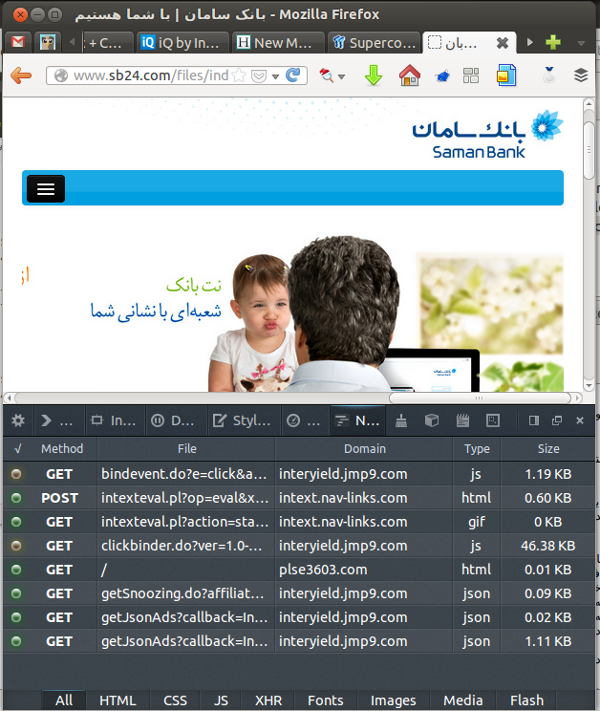 بانک سامان | با شما هستیم - Mozilla Firefox
+ C...
iQ by In...
New M...
Superco...
بان...
www.sb24.com/files/ind
بانک سامان
Saman Bank
از
نت بانک
شعبه‌ای با نشانی شما
بانک سامان
...
In...
D...
Styl...
...
N...
√ Method File Domain Type Size
GET bindevent.do?e=click&a... interyield.jmp9.com js 1.19 KB
POST intexteval.pl?op=eval&x... intext.nav-links.com html 0.60 KB
GET intexteval.pl?action=sta... intext.nav-links.com gif 0 KB
GET clickbinder.do?ver=1.0-... interyield.jmp9.com js 46.38 KB
GET / plse3603.com html 0.01 KB
GET getSnoozing.do?affiliat... interyield.jmp9.com json 0.09 KB
GET getJsonAds?callback=In... interyield.jmp9.com json 0.02 KB
GET getJsonAds?callback=In... interyield.jmp9.com json 1.11 KB
All HTML CSS JS XHR Fonts Images Media Flash